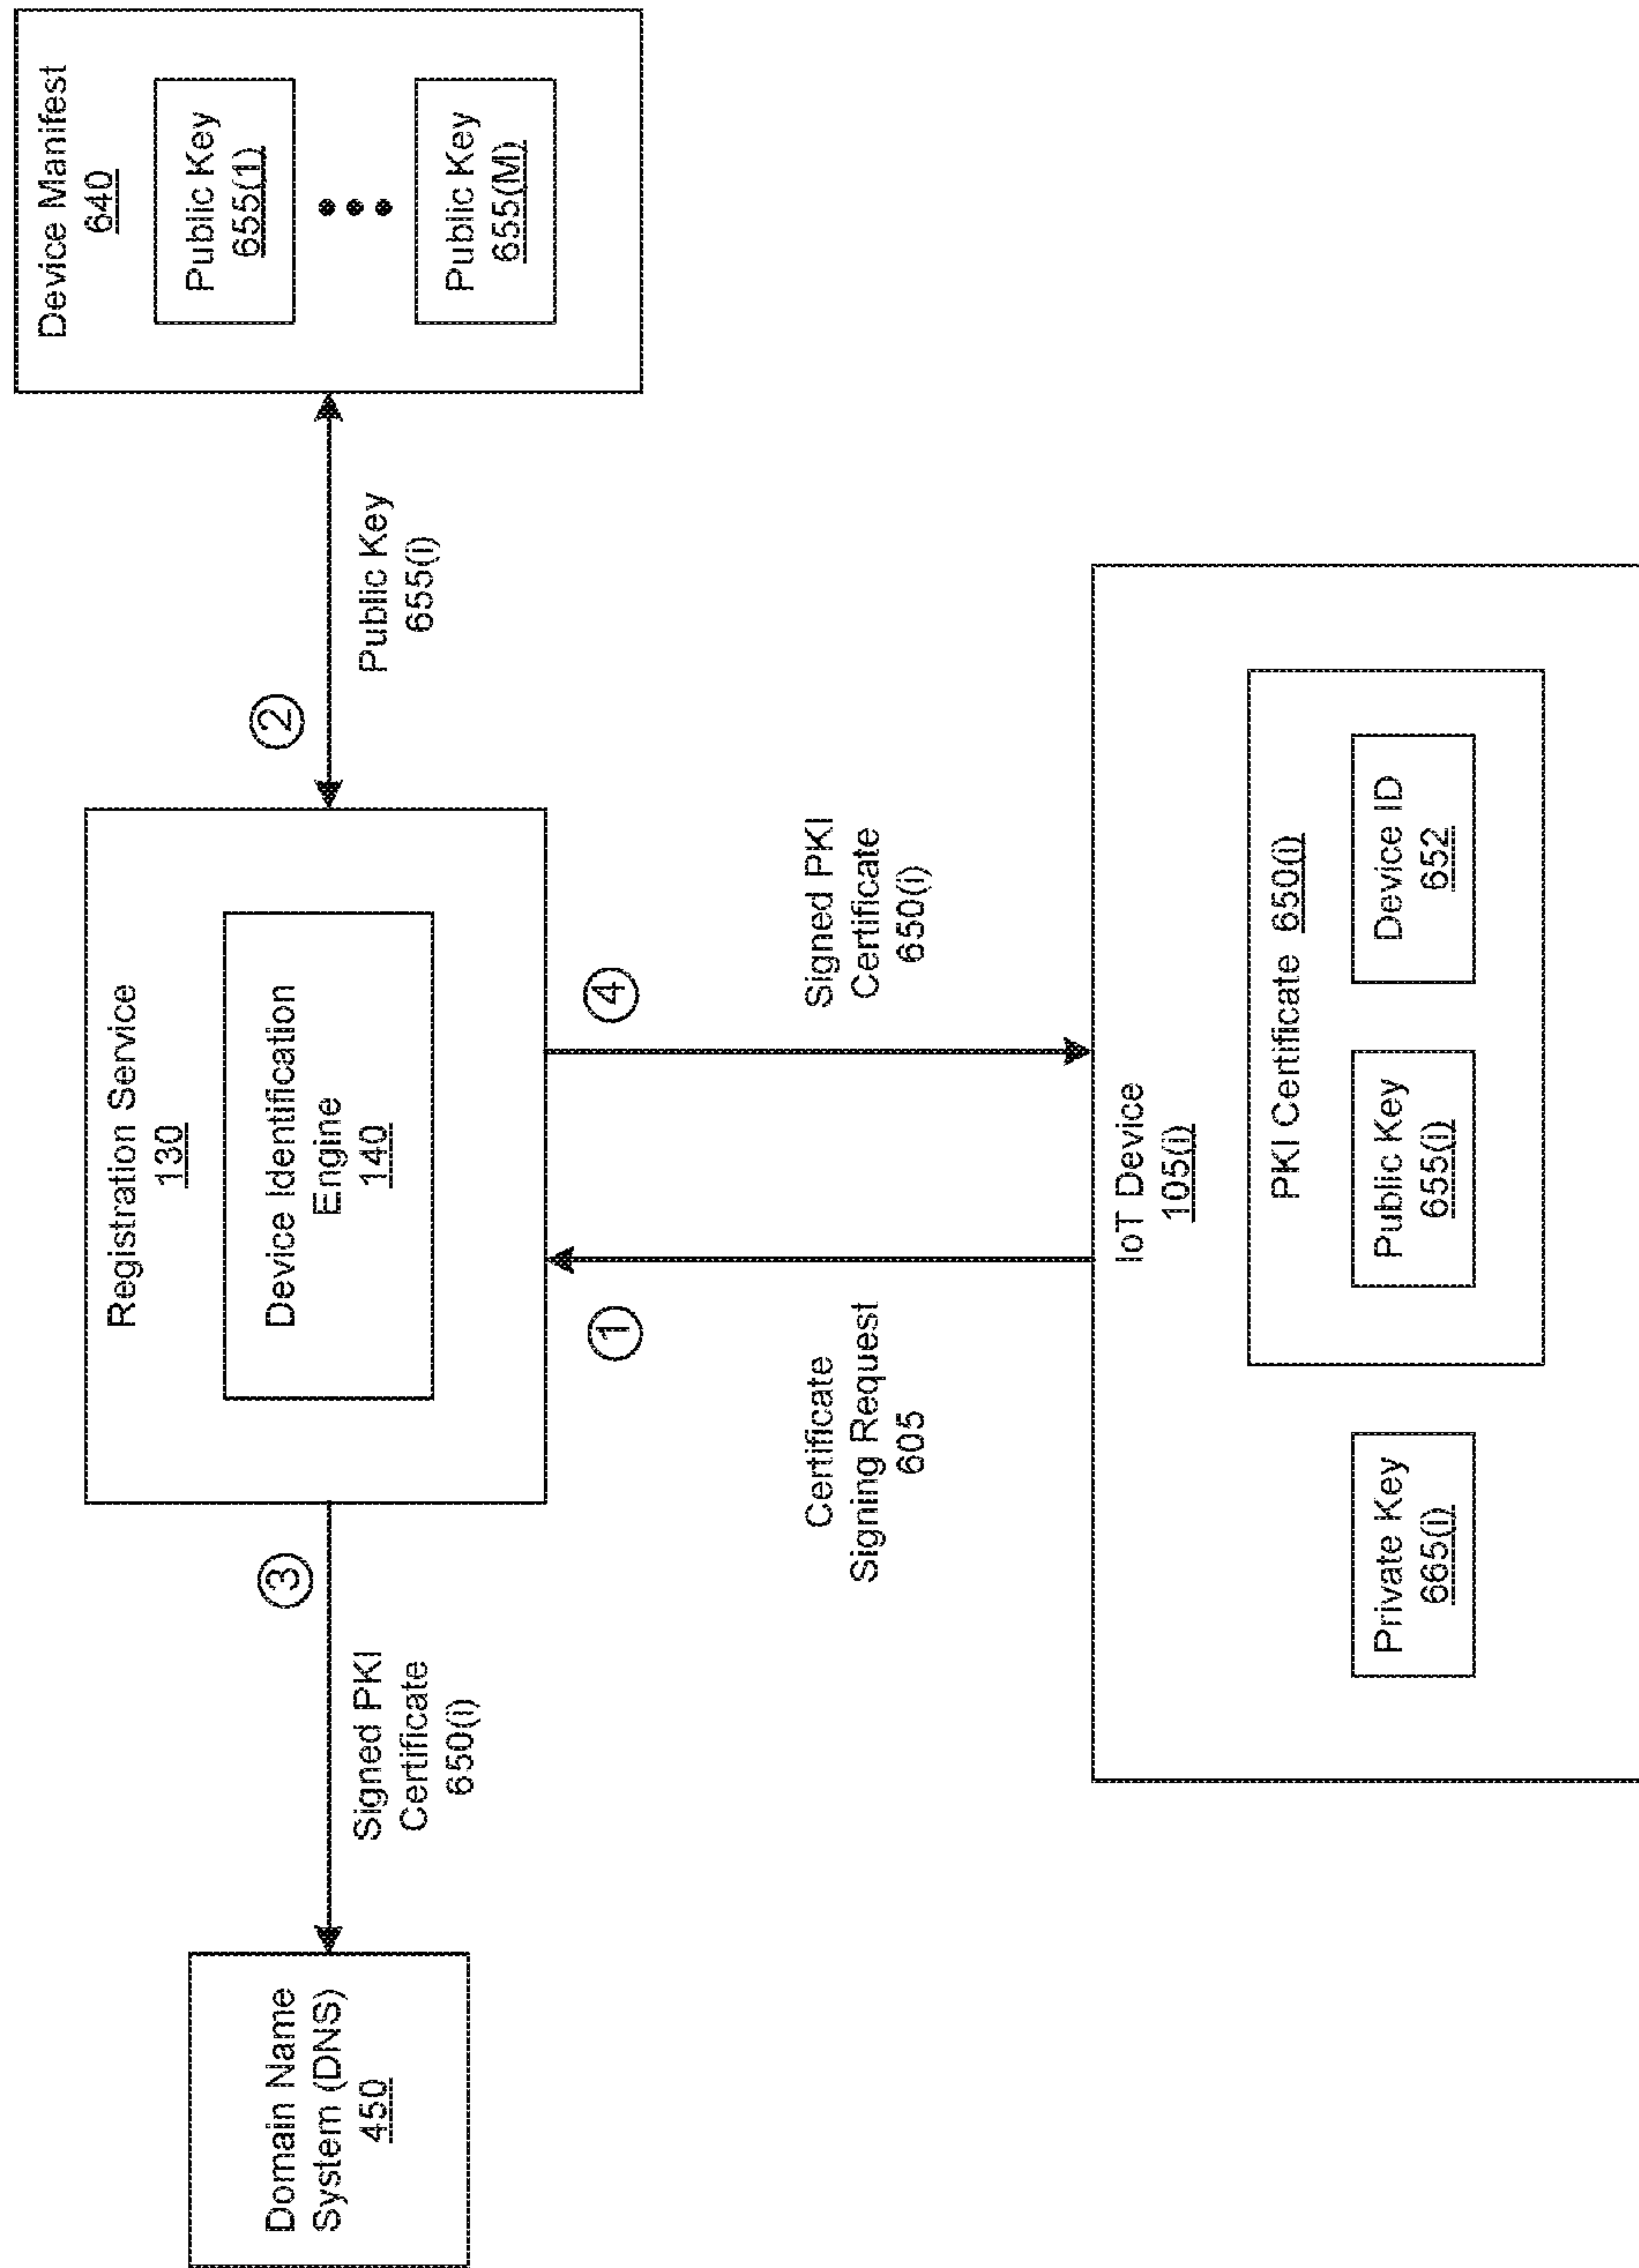 Domain Name
System (DNS)
450
③
Signed PKI
Certificate
650(i)
Registration Service
130
Device Identification
Engine
140
②
Public Key
655(i)
Device Manifest
640
Public Key
655(1)
Public Key
655(M)
①
Certificate
Signing Request
605
④
Signed PKI
Certificate
650(i)
IoT Device
105(i)
Private Key
665(i)
PKI Certificate 650(i)
Public Key
655(i)
Device ID
652